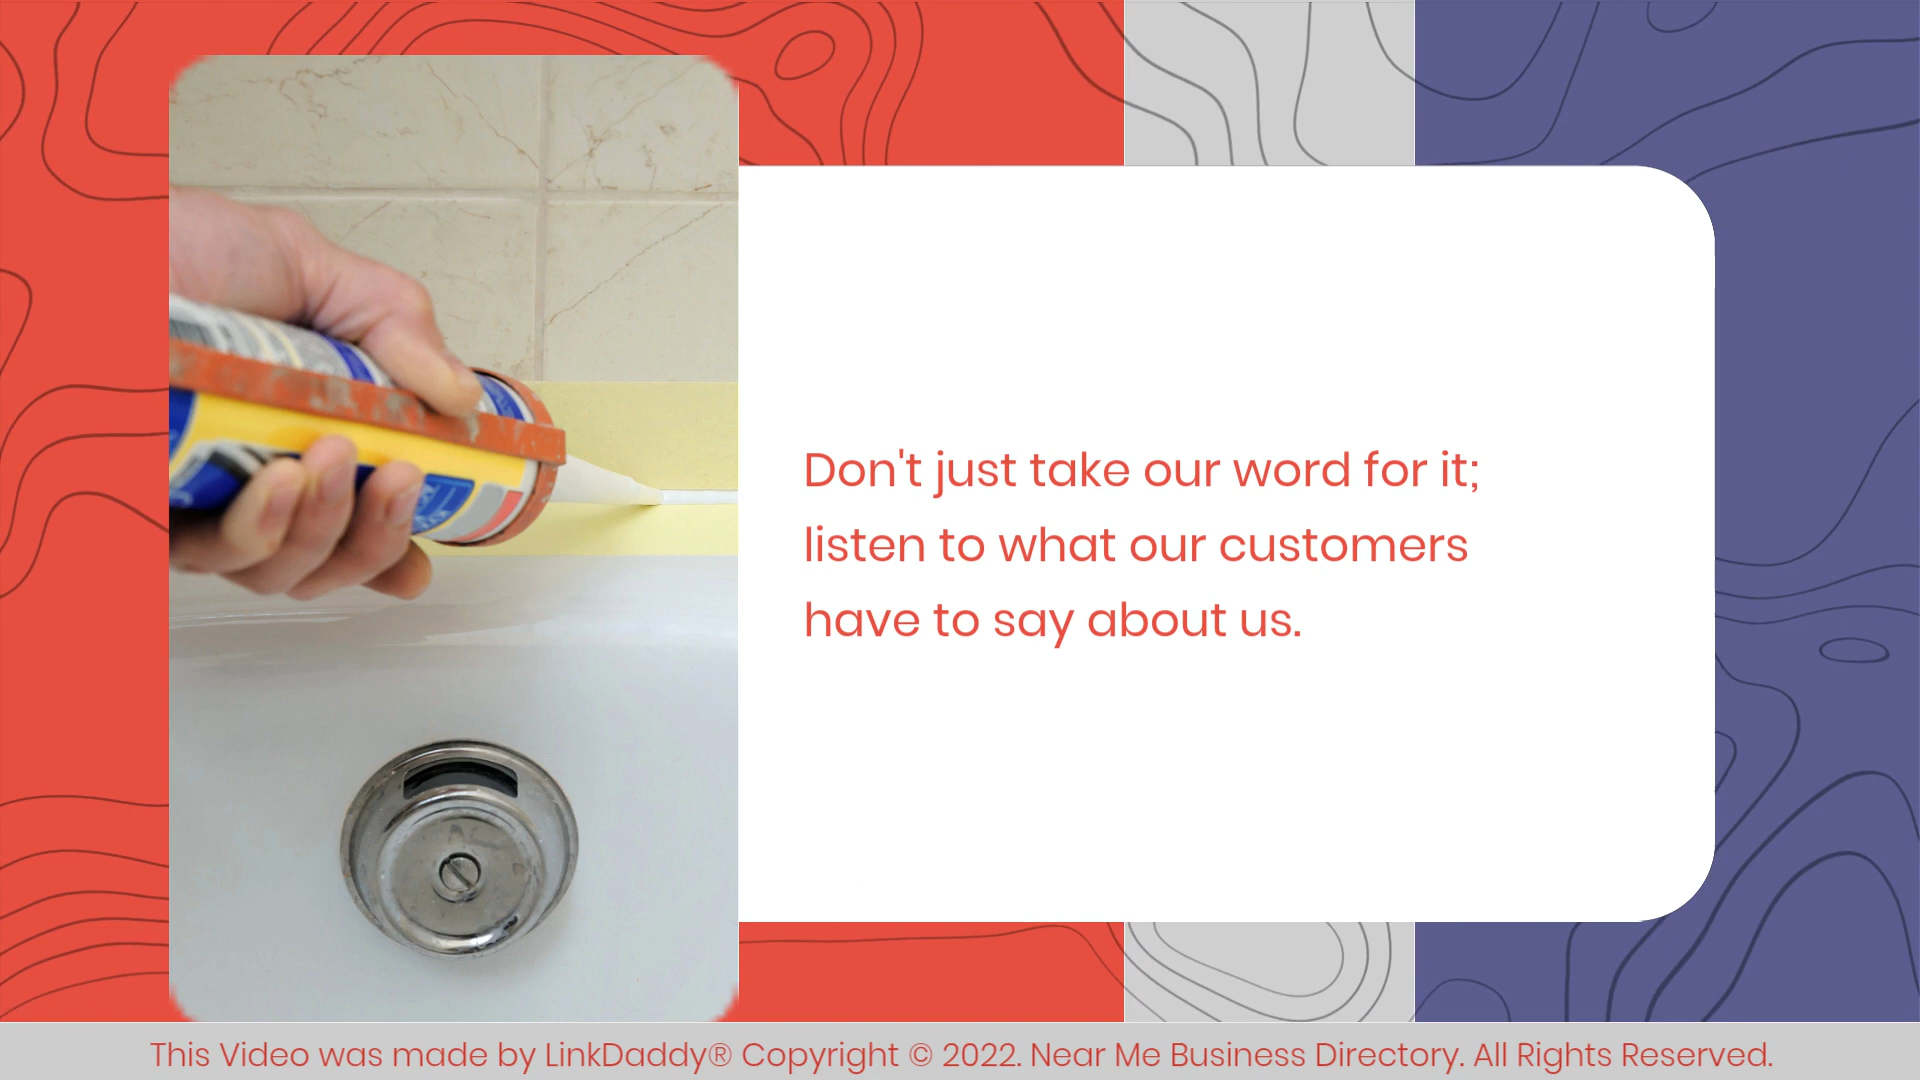 Don't just take our word for it;
listen to what our customers
have to say about us.
This Video was made by LinkDaddy® Copyright © 2022. Near Me Business Directory. All Rights Reserved.